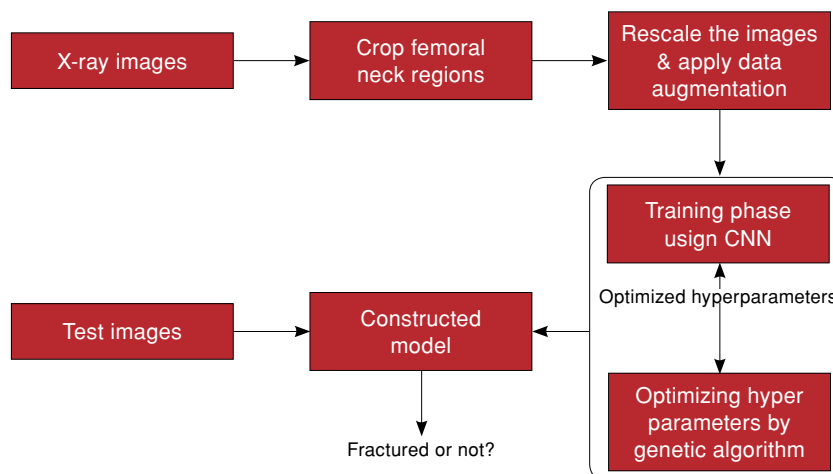 X-ray images
Crop femoral
neck regions
Rescale the images
& apply data
augmentation
Training phase
usign CNN
Optimized hyperparameters
Test images
Constructed
model
Optimizing hyper
parameters by
genetic algorithm
Fractured or not?